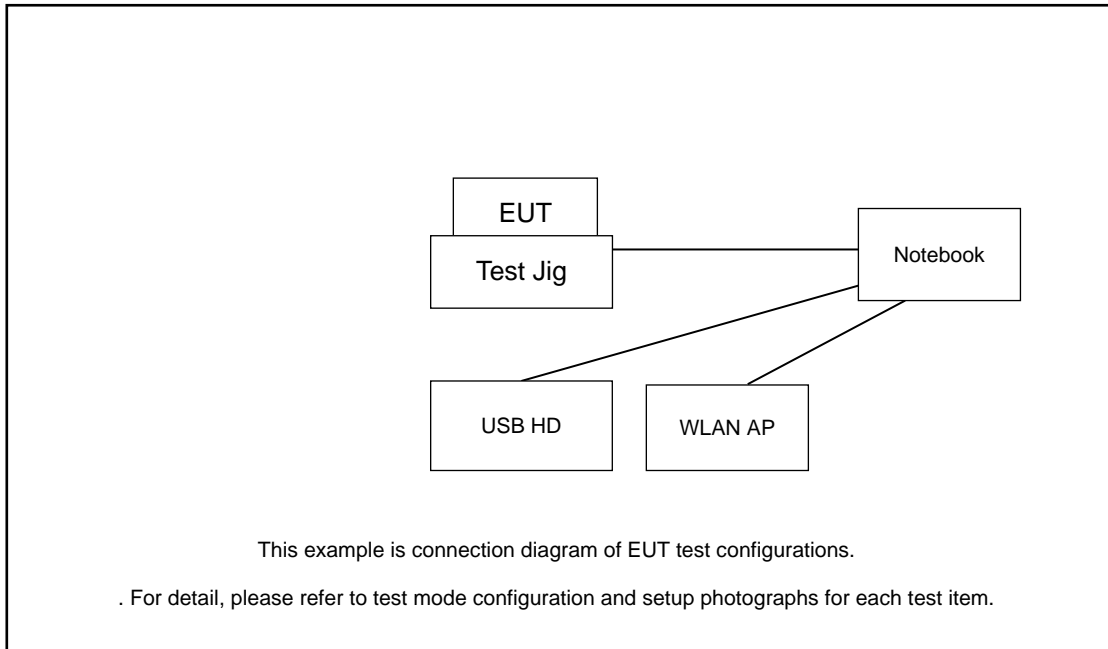 EUT
Test Jig
Notebook
USB HD
WLAN AP
This example is connection diagram of EUT test configurations.
. For detail, please refer to test mode configuration and setup photographs for each test item.